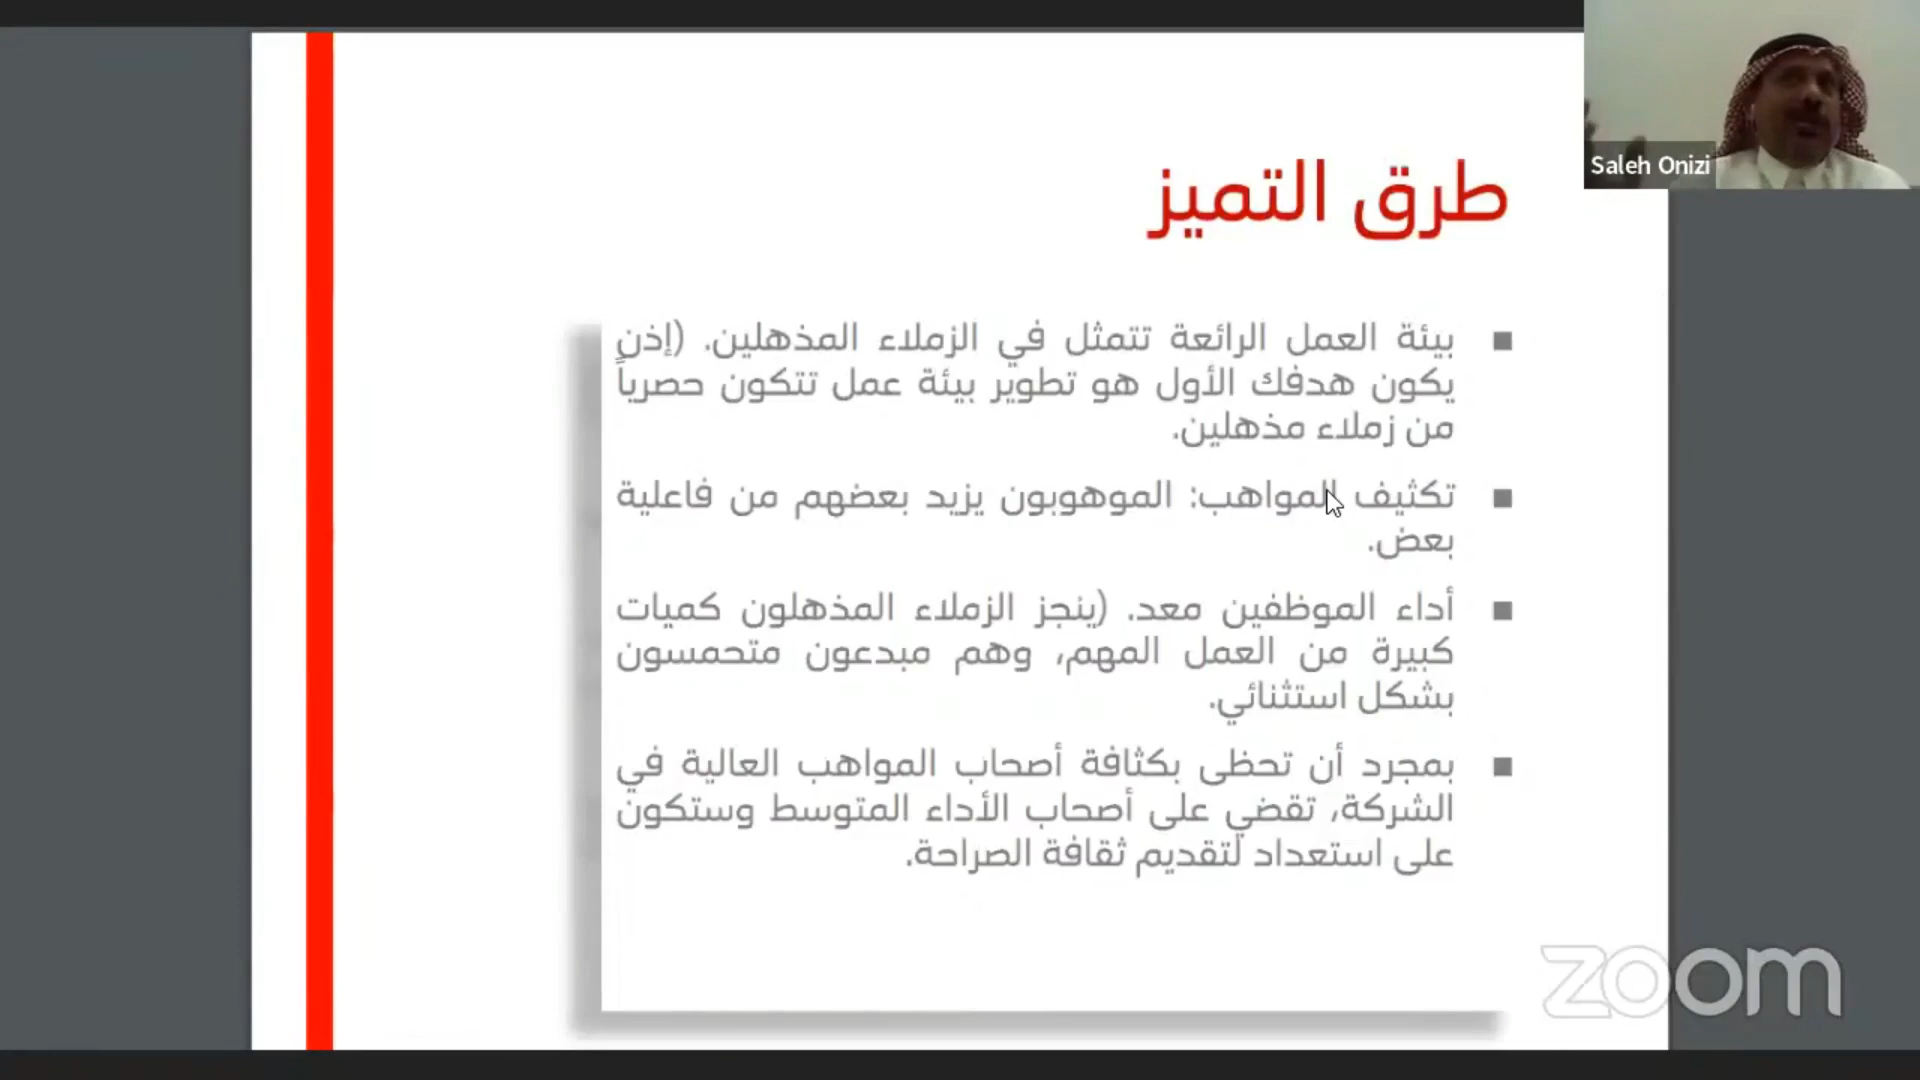 Saleh Onizi
طرق التميز
بيئة العمل الرائعة تتمثل في الزملاء المذهلين. (إذن
يكون هدفك الأول هو تطوير بيئة عمل تتكون حصرياً
من زملاء مذهلين.
تكثيف المواهب: الموهوبون يزيد بعضهم من فاعلية
بعض.
أداء الموظفين معد. (ينجز الزملاء المذهلون كميات
كبيرة من العمل المهم، وهم مبدعون متحمسون
بشكل استثنائي.
بمجرد أن تحظى بكثافة أصحاب المواهب العالية في
الشركة، تقضي على أصحاب الأداء المتوسط وستكون
على استعداد لتقديم ثقافة الصراحة.
zoom